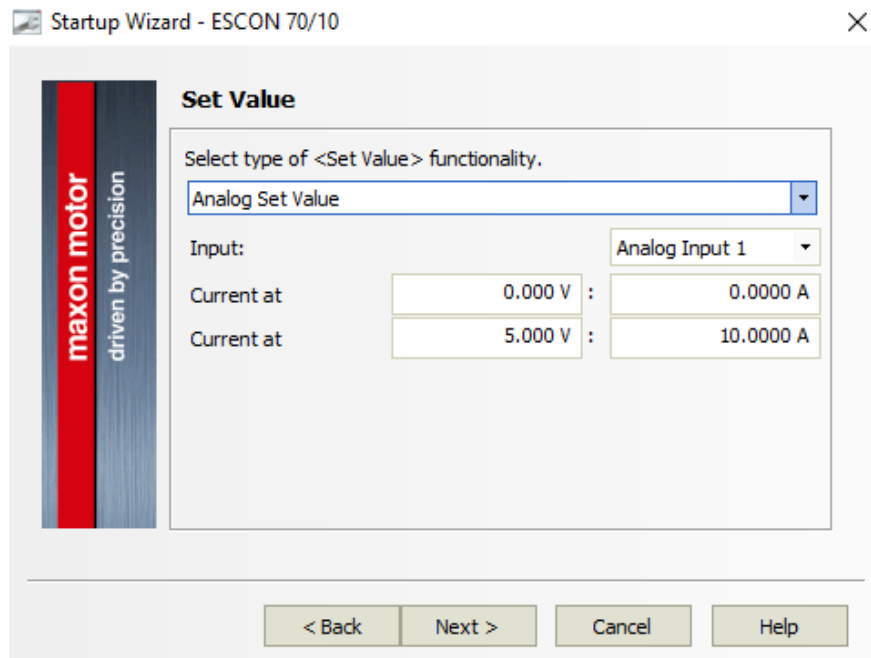 Startup Wizard - ESCON 70/10
maxon motor
driven by precision
Set Value
Select type of <Set Value> functionality.
Analog Set Value
Input: Analog Input 1
Current at 0.000 V : 0.0000 A
Current at 5.000 V : 10.0000 A
< Back Next > Cancel Help